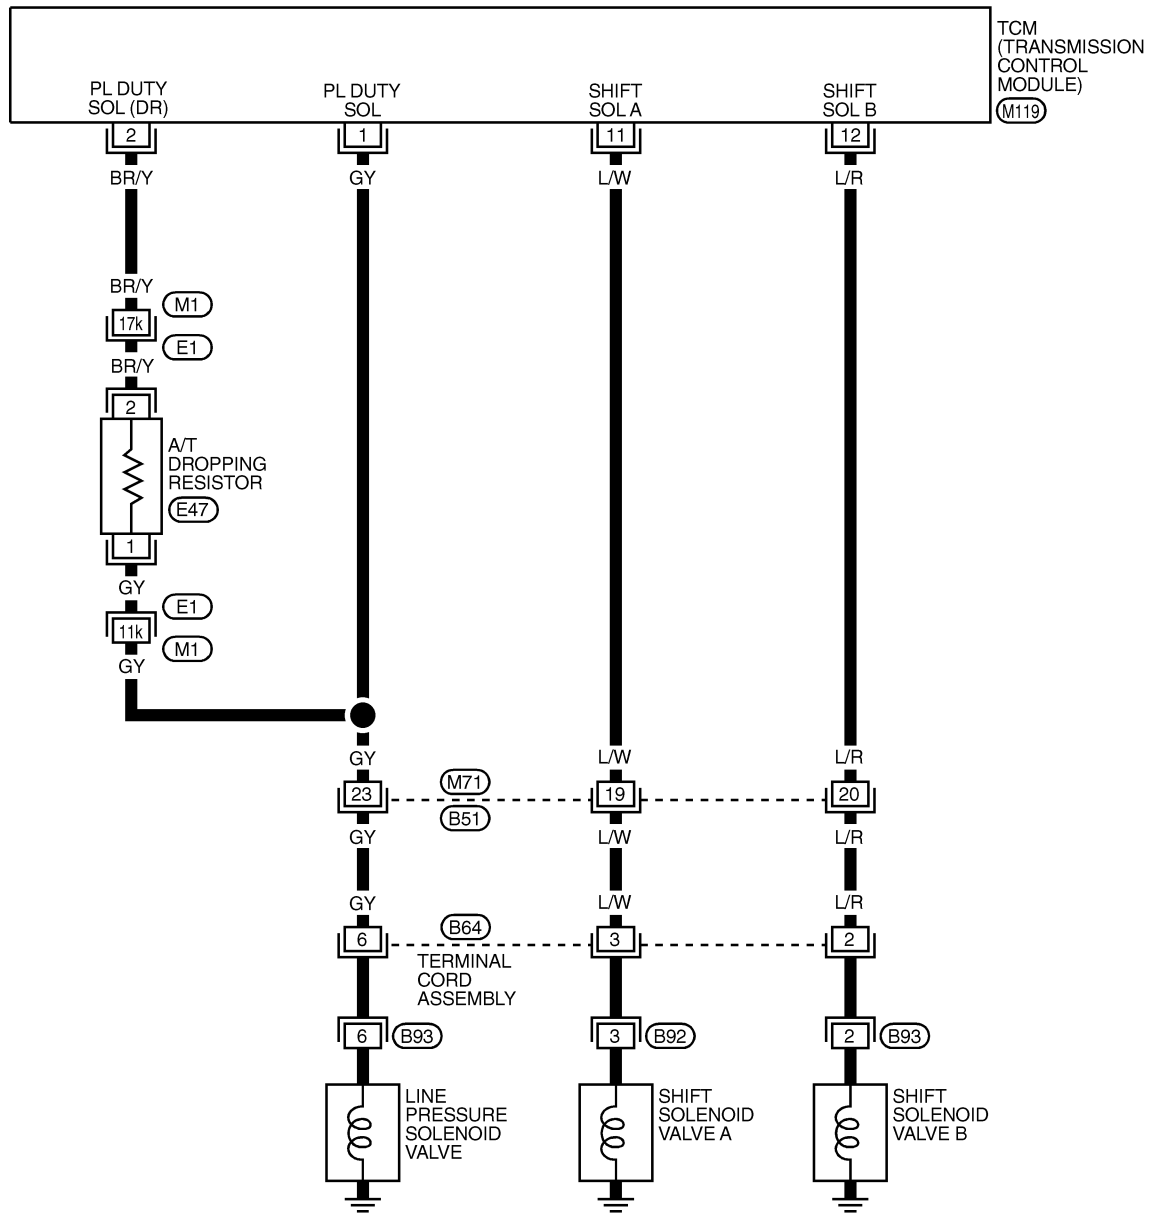 TCM
(TRANSMISSION
CONTROL
MODULE)
M119
PL DUTY
SOL (DR)
PL DUTY
SOL
SHIFT
SOL A
SHIFT
SOL B
2
1
11
12
BR/Y
GY
L/W
L/R
BR/Y
M1
17k
E1
BR/Y
2
A/T
DROPPING
RESISTOR
E47
1
GY
E1
11k
M1
GY
GY
L/W
L/R
M71
23
19
20
B51
GY
L/W
L/R
GY
L/W
L/R
B64
6
3
2
TERMINAL
CORD
ASSEMBLY
6
B93
3
B92
2
B93
LINE
PRESSURE
SOLENOID
VALVE
SHIFT
SOLENOID
VALVE A
SHIFT
SOLENOID
VALVE B